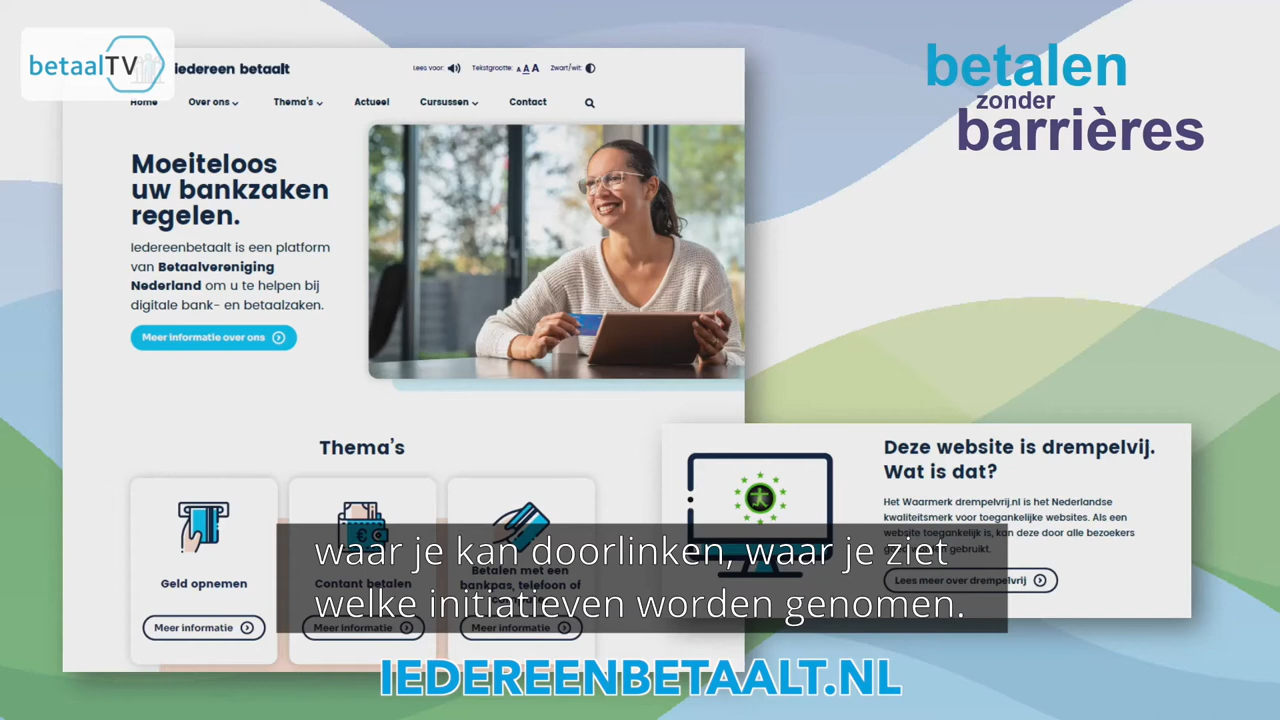 betaalTV
iedereen betaalt
Lees voor:
Tekstgrootte: A A A
Zwart/wit:
Home
Over ons
Thema's
Actueel
Cursussen
Contact
betalen
zonder
barrières
Moeiteloos
uw bankzaken
regelen.
Iedereenbetaalt is een platform
van Betaalvereniging
Nederland om u te helpen bij
digitale bank- en betaalzaken.
Meer informatie over ons
Thema's
Geld opnemen
Meer informatie
Contant betalen
Meer informatie
Betalen met een
bankpas, telefoon of
Meer informatie
Deze website is drempelvij.
Wat is dat?
Het Waarmerk drempelvrij.nl is het Nederlandse
kwaliteitsmerk voor toegankelijke websites. Als een
website toegankelijk is, kan deze door alle bezoekers
gebruikt.
Lees meer over drempelvrij
waar je kan doorlinken, waar je ziet
welke initiatieven worden genomen.
IEDEREENBETAALT.NL